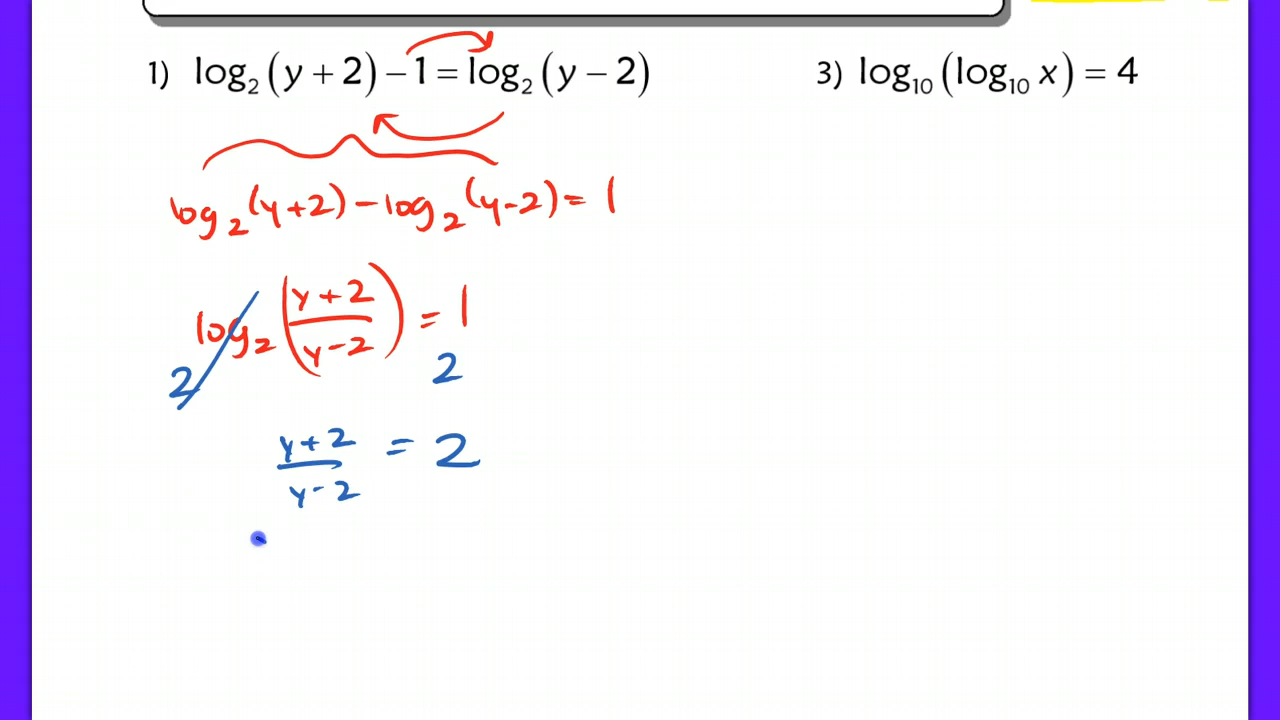 1) log₂(y + 2) − 1 = log₂(y − 2)
3) log₁₀(log₁₀ x) = 4
log₂(y+2) − log₂(y−2) = 1
log₂((y+2)/(y−2)) = 1
2 2
(y+2)/(y−2) = 2